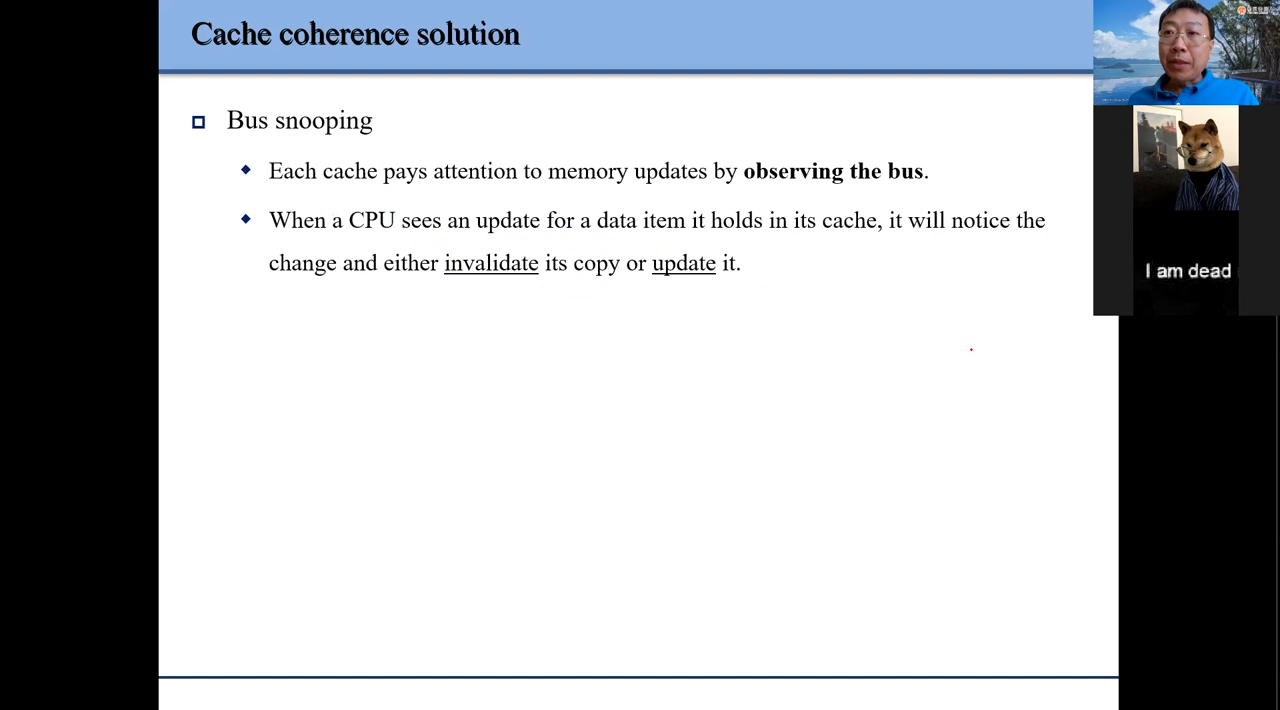 Cache coherence solution
Bus snooping
Each cache pays attention to memory updates by observing the bus.
When a CPU sees an update for a data item it holds in its cache, it will notice the
change and either invalidate its copy or update it.
I am dead